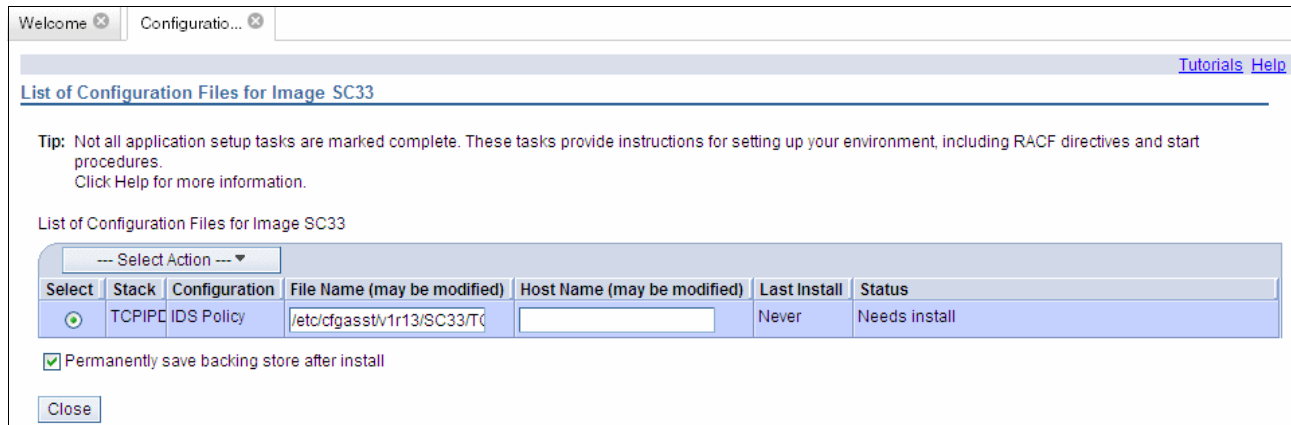 Welcome
Configuratio...
Tutorials Help
List of Configuration Files for Image SC33
Tip: Not all application setup tasks are marked complete. These tasks provide instructions for setting up your environment, including RACF directives and start
procedures.
Click Help for more information.
List of Configuration Files for Image SC33
--- Select Action ---
Select Stack Configuration File Name (may be modified) Host Name (may be modified) Last Install Status
TCPIPD IDS Policy /etc/cfgasst/v1r13/SC33/TC Never Needs install
Permanently save backing store after install
Close